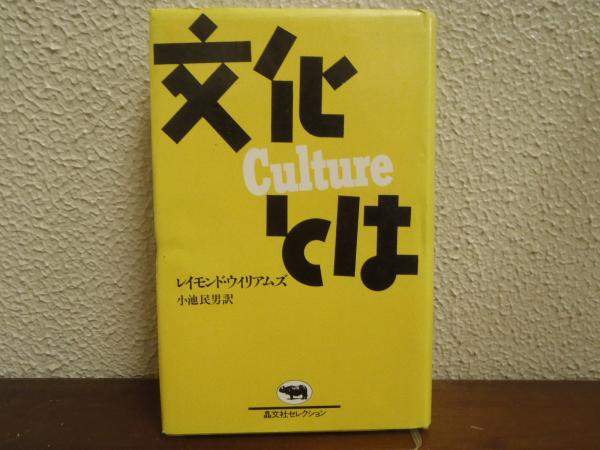 文化
Culture
とは
レイモンド・ウィリアムズ
小池民男訳
晶文社セレクション